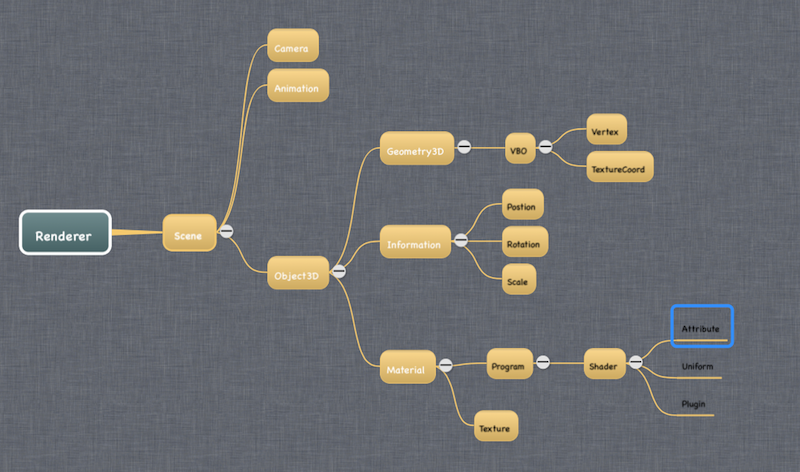 Renderer
Scene
Camera
Animation
Object3D
Geometry3D
VBO
Vertex
TextureCoord
Information
Postion
Rotation
Scale
Material
Program
Shader
Attribute
Uniform
Plugin
Texture